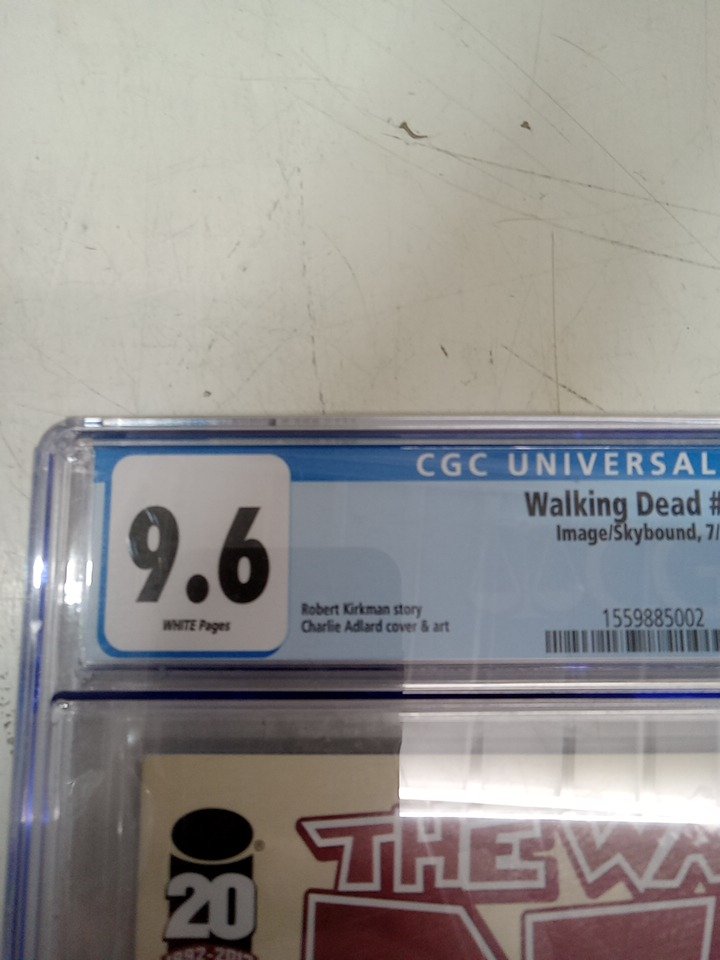 CGC UNIVERSAL
9.6
WHITE Pages
Walking Dead #
Image/Skybound, 7/
Robert Kirkman story
Charlie Adlard cover & art
1559885002
®
20
THE WA